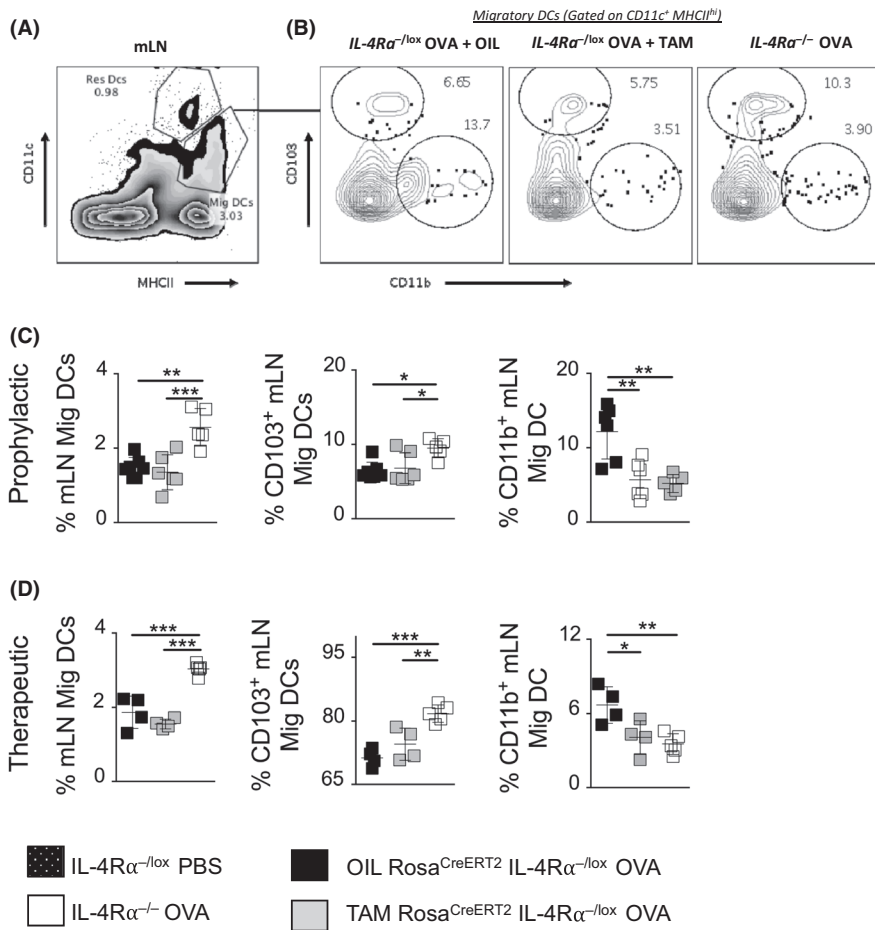 (A)
mLN
Res Dcs
0.98
Mig DCs
3.03
CD11c
MHCII
(B)
Migratory DCs (Gated on CD11c⁺ MHCIIʰⁱ)
IL-4Rα⁻/ˡᵒˣ OVA + OIL
IL-4Rα⁻/ˡᵒˣ OVA + TAM
IL-4Rα⁻/⁻ OVA
6.65
13.7
5.75
3.51
10.3
3.90
CD103
CD11b
(C)
Prophylactic
% mLN Mig DCs
4
2
0
**
***
% CD103⁺ mLN
Mig DCs
20
10
0
*
*
% CD11b⁺ mLN
Mig DC
20
10
0
**
**
(D)
Therapeutic
% mLN Mig DCs
4
2
0
***
***
% CD103⁺ mLN
Mig DCs
95
80
65
***
**
% CD11b⁺ mLN
Mig DC
12
6
0
**
*
IL-4Rα⁻/ˡᵒˣ PBS
OIL Rosaᶜʳᵉᴱᴿᵀ² IL-4Rα⁻/ˡᵒˣ OVA
IL-4Rα⁻/⁻ OVA
TAM Rosaᶜʳᵉᴱᴿᵀ² IL-4Rα⁻/ˡᵒˣ OVA